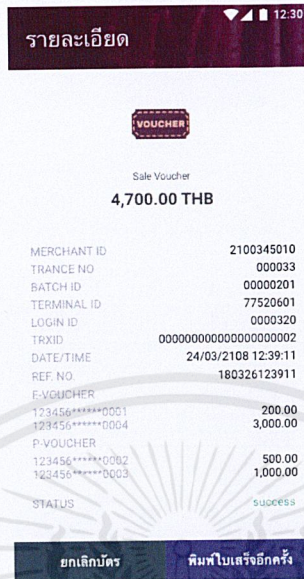 12:30
รายละเอียด
VOUCHER
Sale Voucher
4,700.00 THB
MERCHANT ID 2100345010
TRANCE NO 000033
BATCH ID 00000201
TERMINAL ID 77520601
LOGIN ID 0000320
TRXID 000000000000000000002
DATE/TIME 24/03/2108 12:39:11
REF. NO. 180326123911
E-VOUCHER
123456******0001 200.00
123456******0004 3,000.00
P-VOUCHER
123456******0002 500.00
123456******0003 1,000.00
STATUS success
ยกเลิกบัตร พิมพ์ใบเสร็จอีกครั้ง